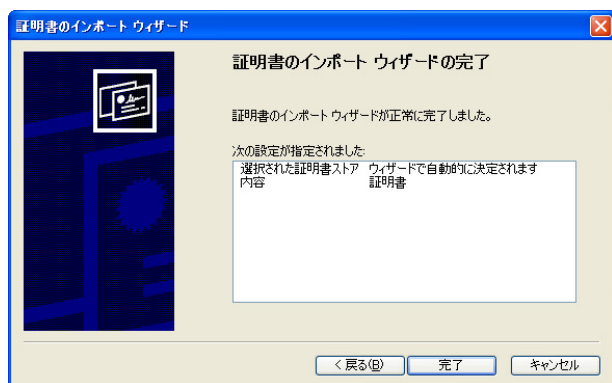 証明書のインポート ウィザード
証明書のインポート ウィザードの完了
証明書のインポート ウィザードが正常に完了しました。
次の設定が指定されました:
選択された証明書ストア ウィザードで自動的に決定されます
内容 証明書
< 戻る(B) 完了 キャンセル